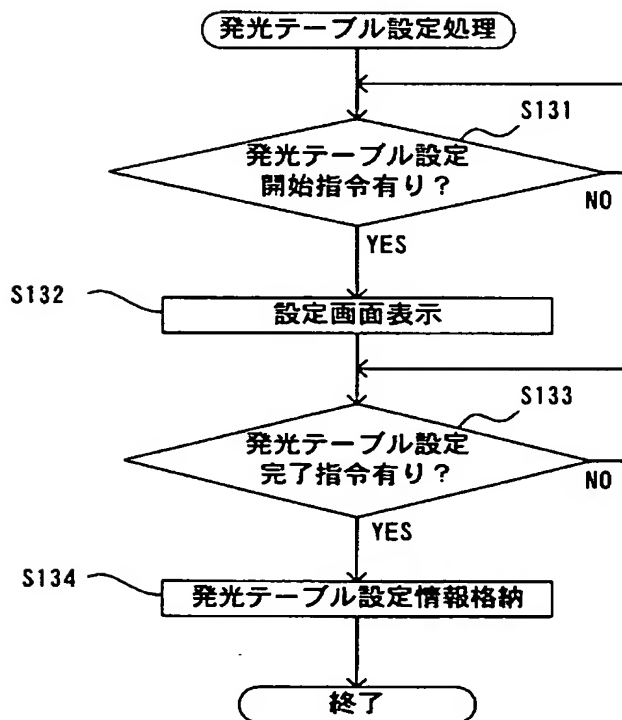 発光テーブル設定処理
S131
発光テーブル設定
開始指令有り？
NO
YES
S132
設定画面表示
S133
発光テーブル設定
完了指令有り？
NO
YES
S134
発光テーブル設定情報格納
終了